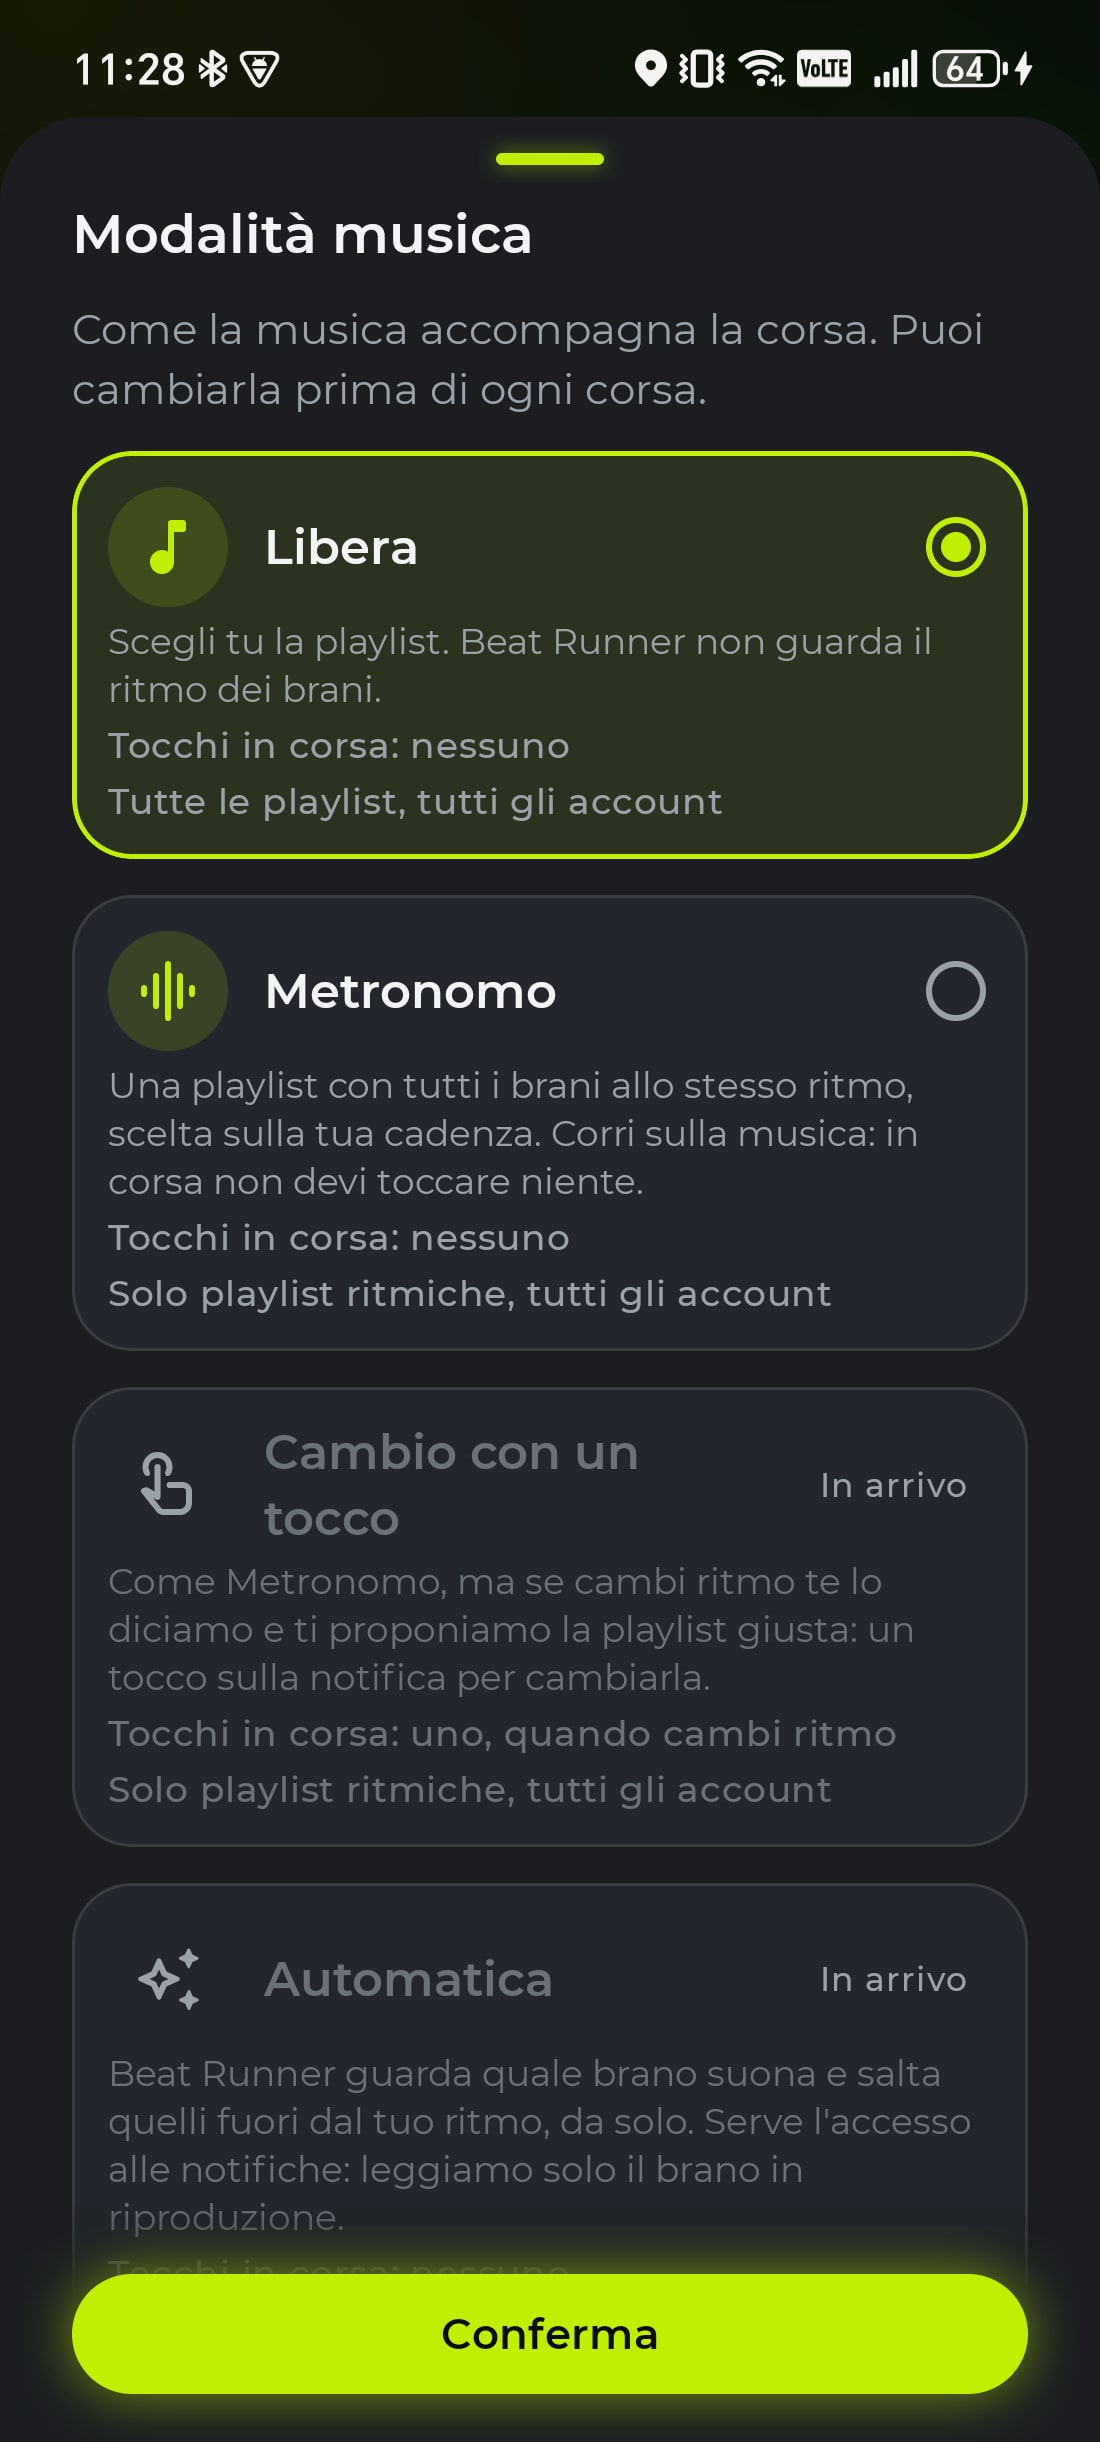 11:28
VoLTE
64
Modalità musica
Come la musica accompagna la corsa. Puoi
cambiarla prima di ogni corsa.
Libera
Scegli tu la playlist. Beat Runner non guarda il
ritmo dei brani.
Tocchi in corsa: nessuno
Tutte le playlist, tutti gli account
Metronomo
Una playlist con tutti i brani allo stesso ritmo,
scelta sulla tua cadenza. Corri sulla musica: in
corsa non devi toccare niente.
Tocchi in corsa: nessuno
Solo playlist ritmiche, tutti gli account
Cambio con un
tocco
In arrivo
Come Metronomo, ma se cambi ritmo te lo
diciamo e ti proponiamo la playlist giusta: un
tocco sulla notifica per cambiarla.
Tocchi in corsa: uno, quando cambi ritmo
Solo playlist ritmiche, tutti gli account
Automatica
In arrivo
Beat Runner guarda quale brano suona e salta
quelli fuori dal tuo ritmo, da solo. Serve l'accesso
alle notifiche: leggiamo solo il brano in
riproduzione.
Tocchi in corsa: nessuno
Conferma